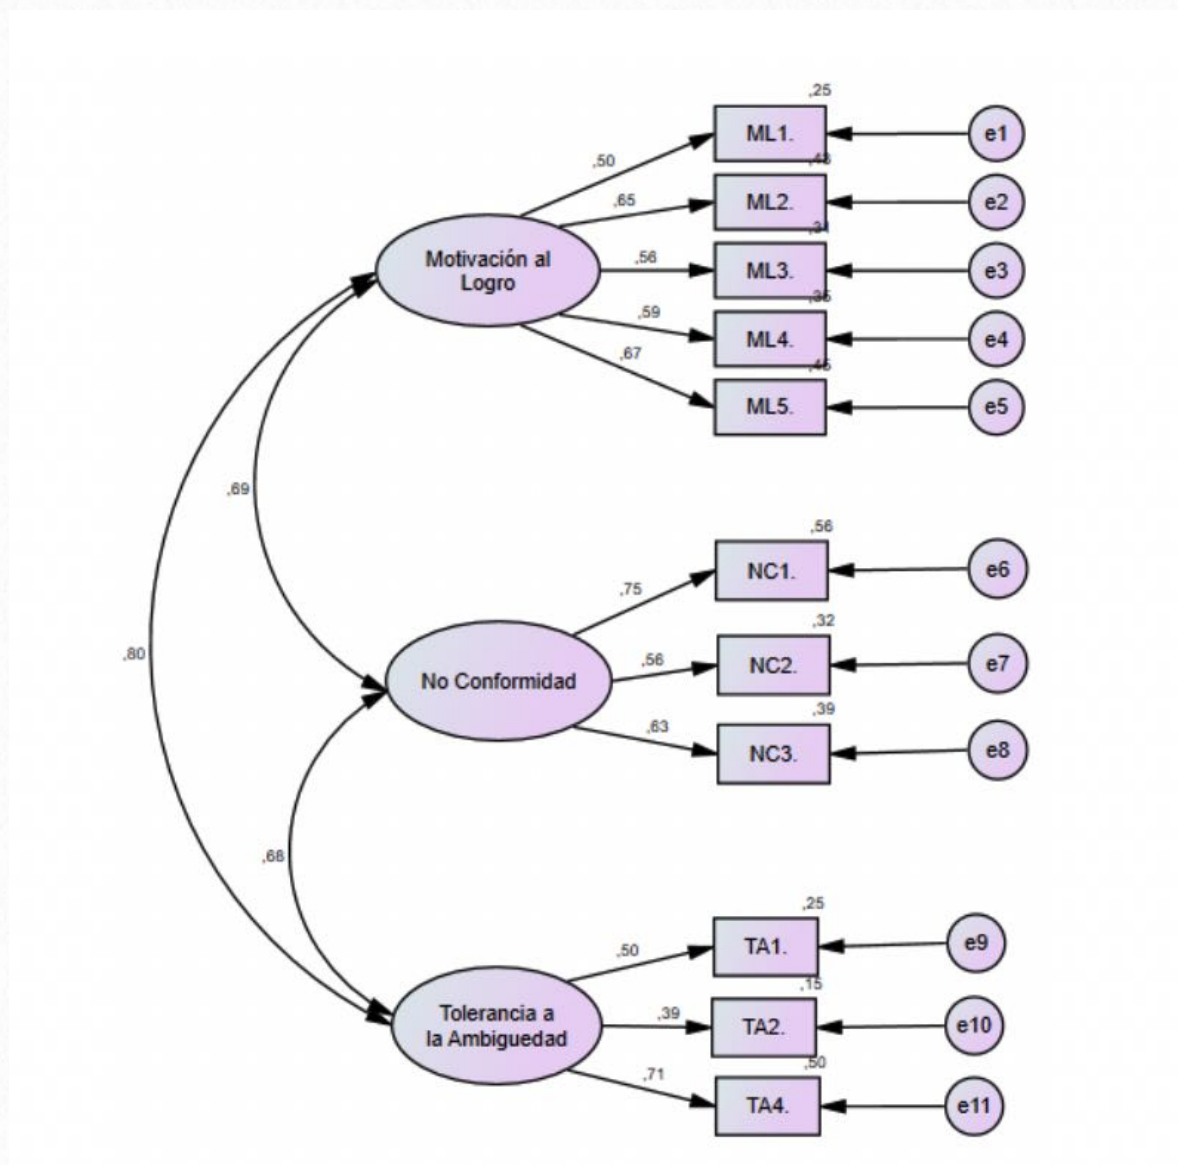 ,25
ML1.
e1
,50
,43
ML2.
e2
,65
,31
ML3.
e3
,56
Motivación al
Logro
,35
ML4.
e4
,59
,45
ML5.
e5
,67
,69
,56
NC1.
e6
,75
,32
NC2.
e7
,56
No Conformidad
,39
NC3.
e8
,63
,80
,68
,25
TA1.
e9
,50
,15
TA2.
e10
,39
Tolerancia a
la Ambiguedad
,50
TA4.
e11
,71